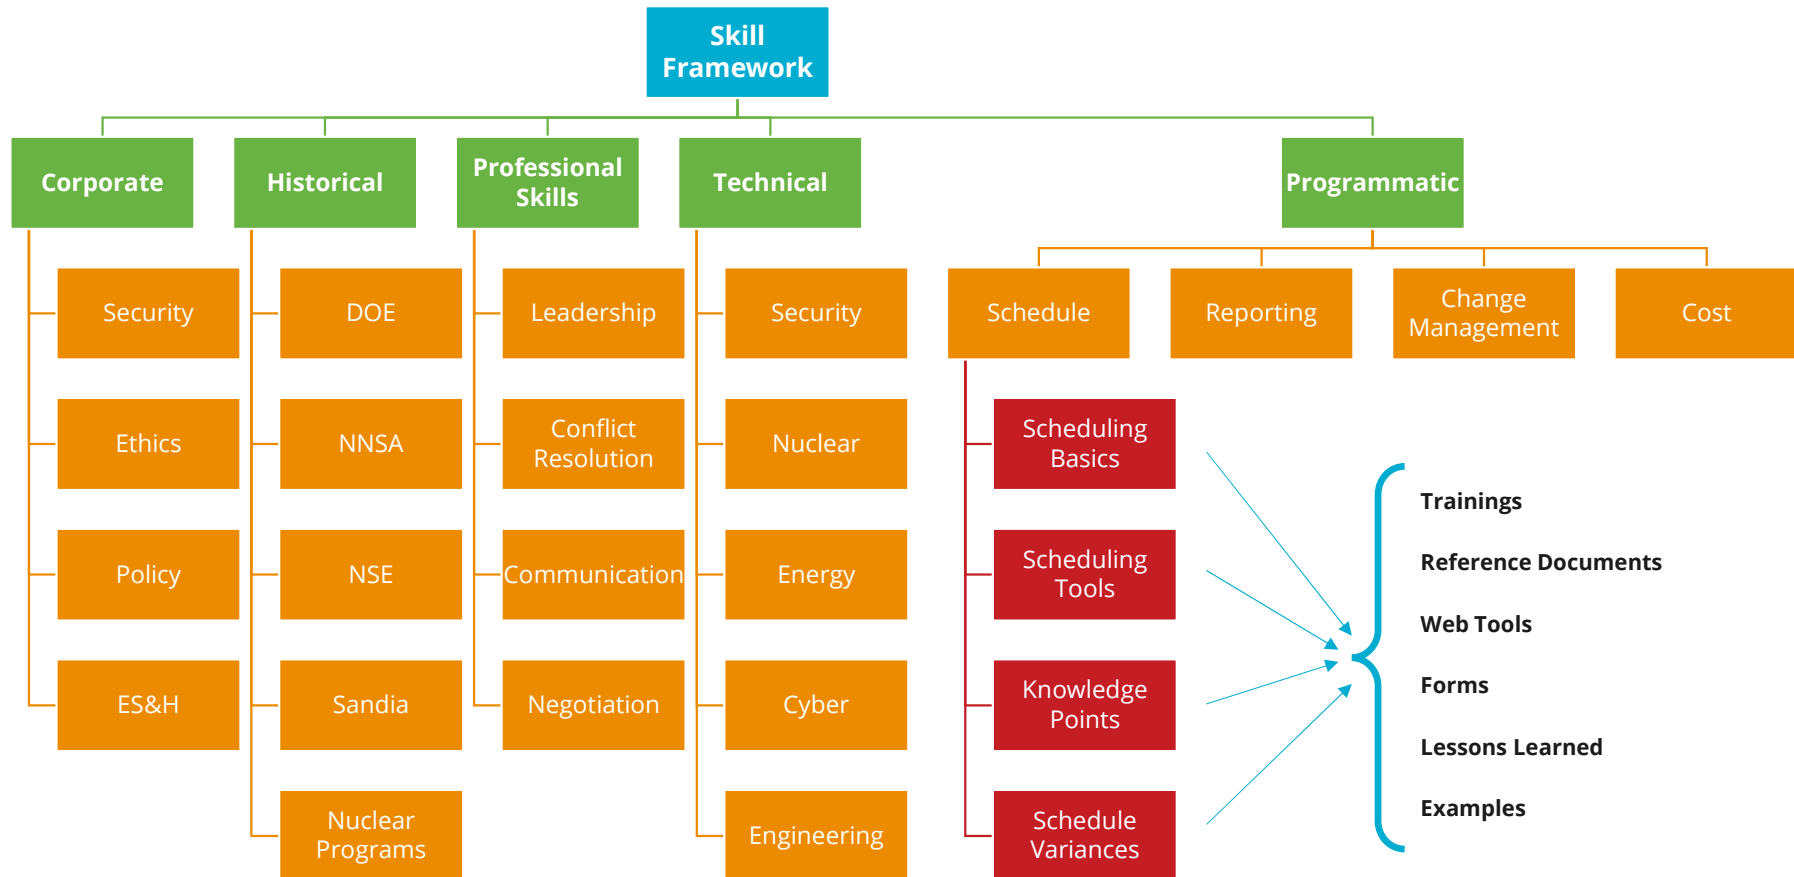 Skill
Framework
Corporate
Historical
Professional
Skills
Technical
Programmatic
Security
DOE
Leadership
Security
Schedule
Reporting
Change
Management
Cost
Ethics
NNSA
Conflict
Resolution
Nuclear
Scheduling
Basics
Policy
NSE
Communication
Energy
Scheduling
Tools
ES&H
Sandia
Negotiation
Cyber
Knowledge
Points
Nuclear
Programs
Engineering
Schedule
Variances
Trainings
Reference Documents
Web Tools
Forms
Lessons Learned
Examples